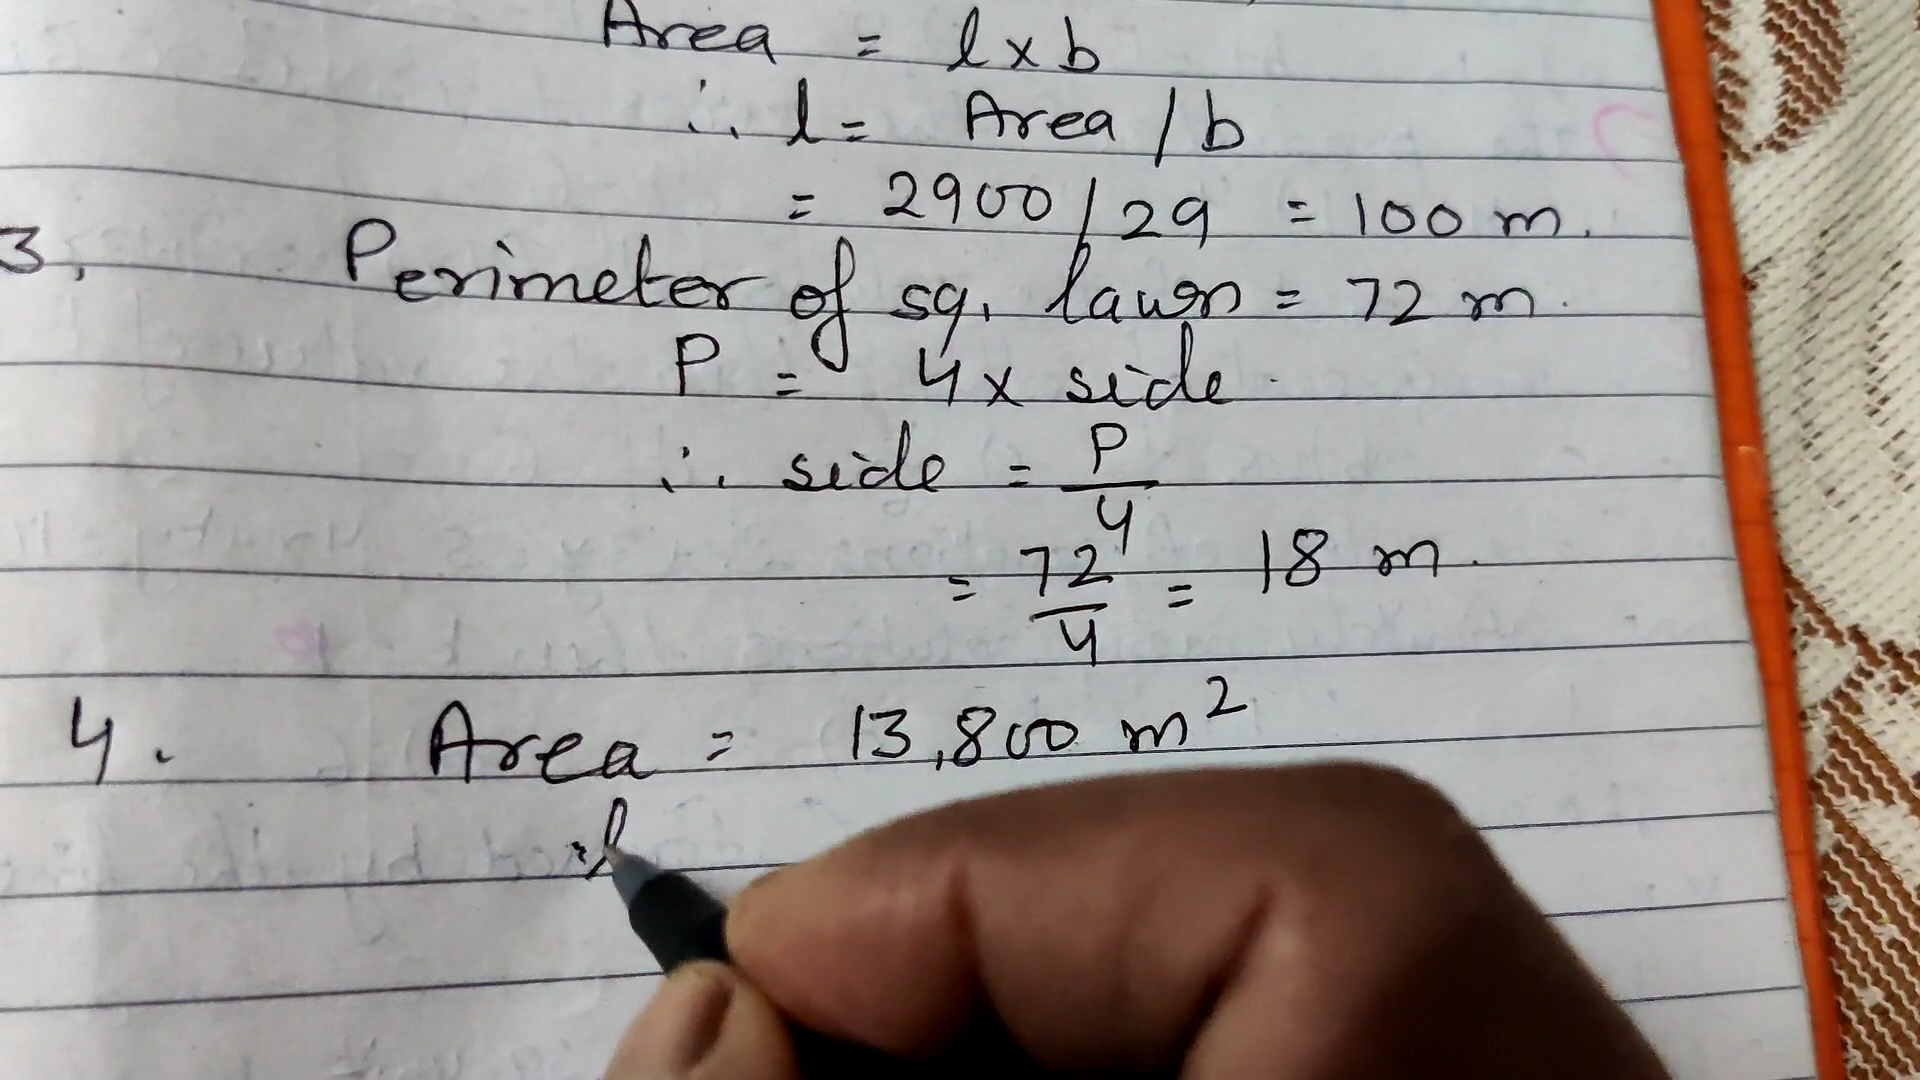 Area = l x b
∴ l = Area / b
= 2900 / 29 = 100 m.
3. Perimeter of sq. lawn = 72 m.
P = 4 x side.
∴ side = P/4
= 72/4 = 18 m.
4. Area = 13,800 m²
l